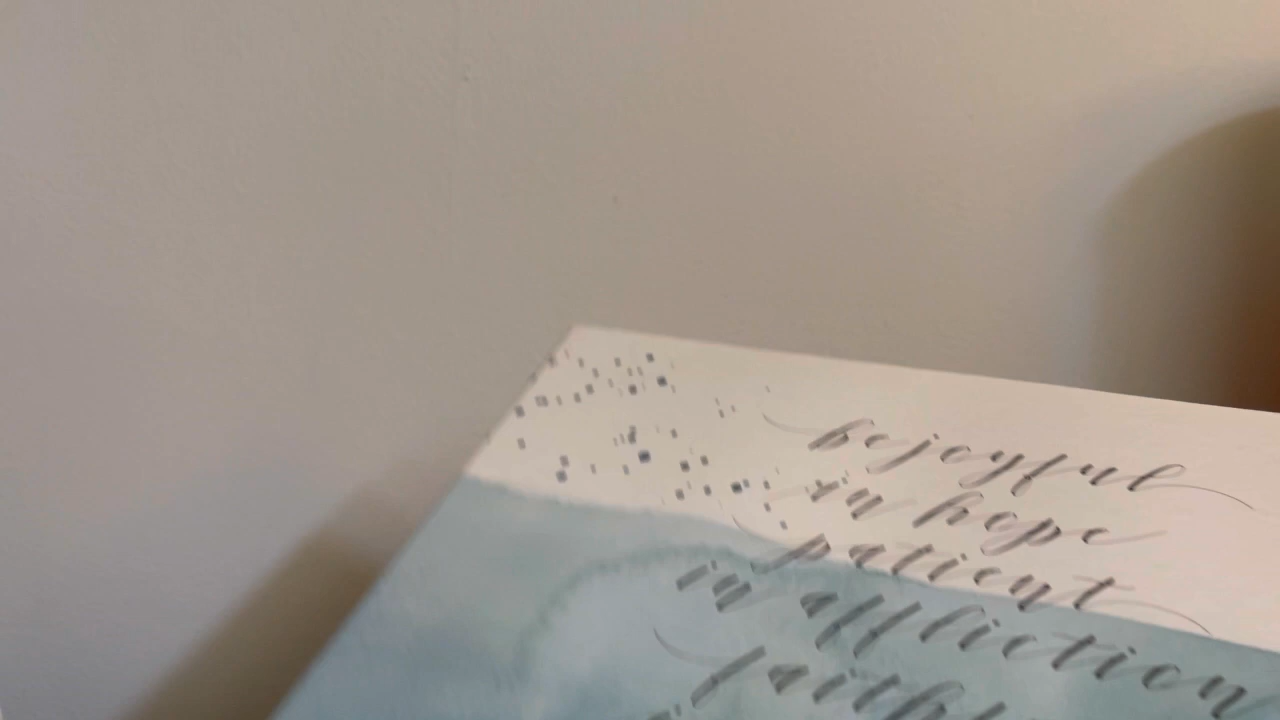 be joyful
in hope
patient
in affliction